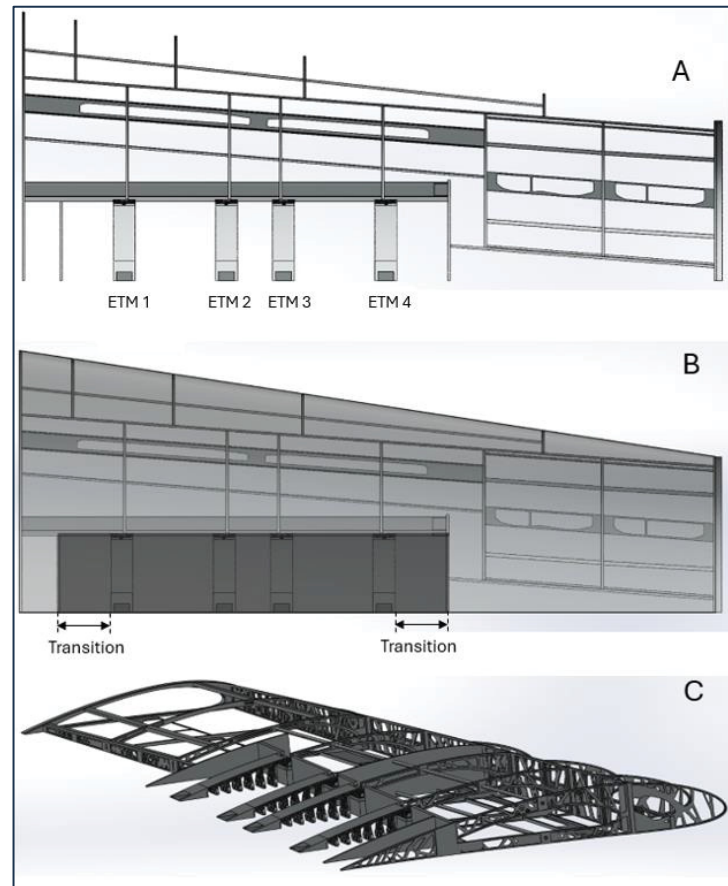 A
ETM 1
ETM 2
ETM 3
ETM 4
B
Transition
Transition
C